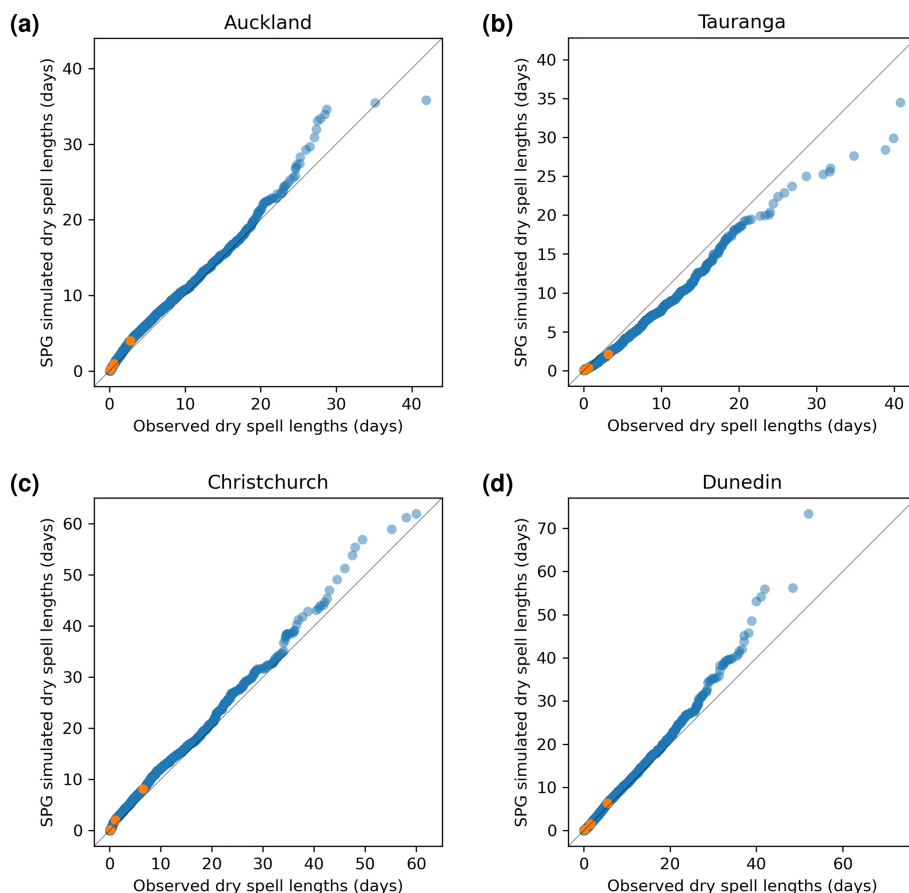 (a)
Auckland
SPG simulated dry spell lengths (days)
40
30
20
10
0
0 10 20 30 40
Observed dry spell lengths (days)
(b)
Tauranga
SPG simulated dry spell lengths (days)
40
35
30
25
20
15
10
5
0
0 10 20 30 40
Observed dry spell lengths (days)
(c)
Christchurch
SPG simulated dry spell lengths (days)
60
50
40
30
20
10
0
0 10 20 30 40 50 60
Observed dry spell lengths (days)
(d)
Dunedin
SPG simulated dry spell lengths (days)
70
60
50
40
30
20
10
0
0 20 40 60
Observed dry spell lengths (days)